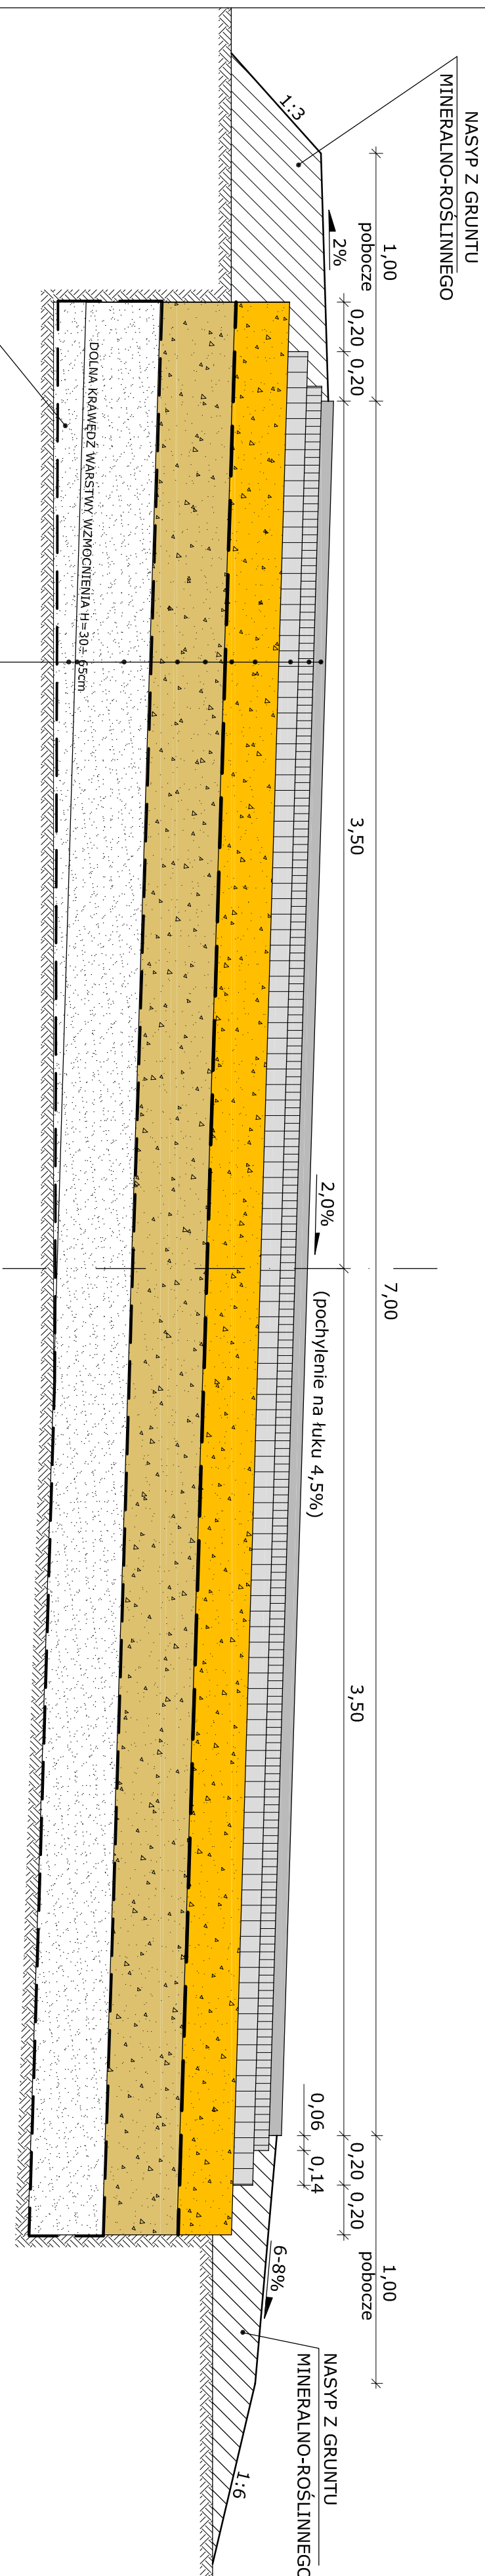 NASYP Z GRUNTU
MINERALNO-ROŚLINNEGO
1:3
1,00
pobocze
2%
0,20
0,20
DOLNA KRAWĘDŹ WARSTWY WZMOCNIENIA H=30÷65cm
3,50
7,00
2,0%
(pochylenie na łuku 4,5%)
3,50
0,06
0,14
0,20
0,20
1,00
pobocze
6-8%
NASYP Z GRUNTU
MINERALNO-ROŚLINNEGO
1:6